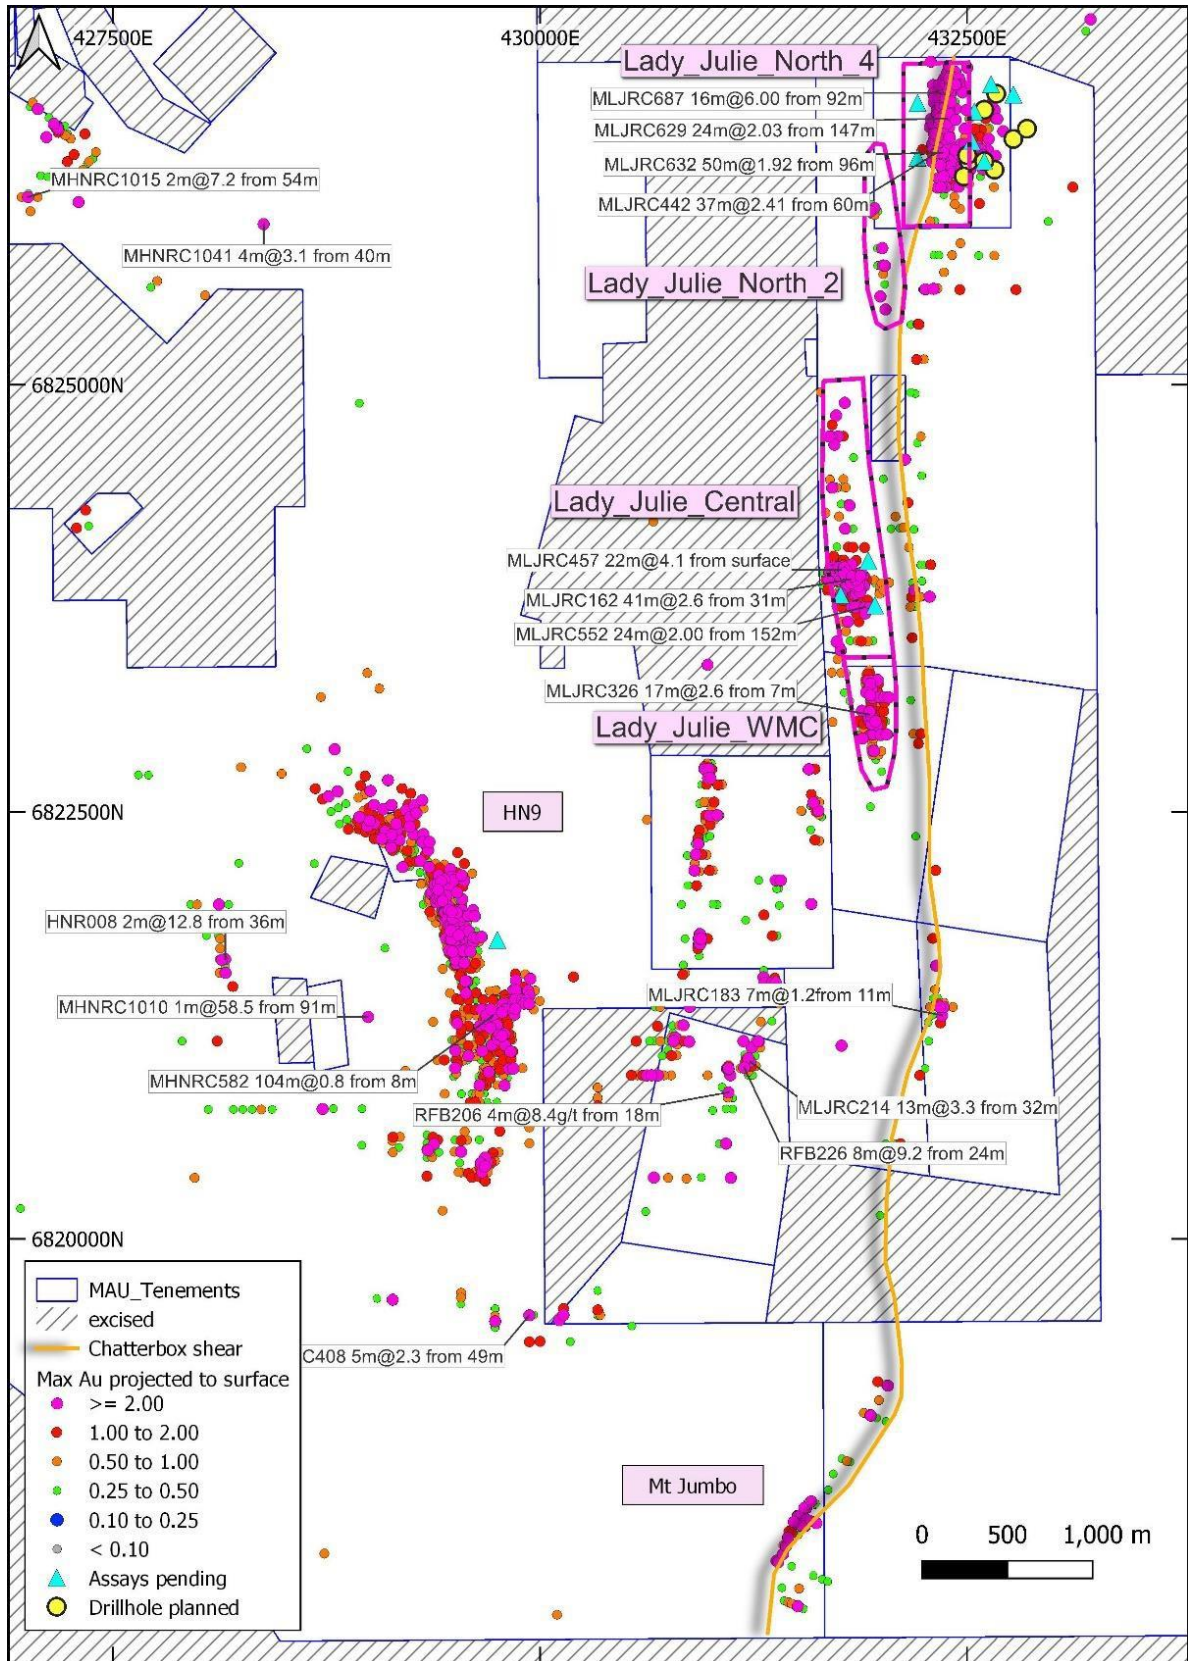 427500E
430000E
432500E
Lady_Julie_North_4
MLJRC687 16m@6.00 from 92m
MLJRC629 24m@2.03 from 147m
MLJRC632 50m@1.92 from 96m
MHNRC1015 2m@7.2 from 54m
MLJRC442 37m@2.41 from 60m
MHNRC1041 4m@3.1 from 40m
Lady_Julie_North_2
6825000N
Lady_Julie_Central
MLJRC457 22m@4.1 from surface
MLJRC162 41m@2.6 from 31m
MLJRC552 24m@2.00 from 152m
MLJRC326 17m@2.6 from 7m
Lady_Julie_WMC
6822500N
HN9
HNR008 2m@12.8 from 36m
MLJRC183 7m@1.2from 11m
MHNRC1010 1m@58.5 from 91m
MHNRC582 104m@0.8 from 8m
RFB206 4m@8.4g/t from 18m
MLJRC214 13m@3.3 from 32m
RFB226 8m@9.2 from 24m
6820000N
C408 5m@2.3 from 49m
MAU_Tenements
excised
Chatterbox shear
Max Au projected to surface
>= 2.00
1.00 to 2.00
0.50 to 1.00
0.25 to 0.50
0.10 to 0.25
< 0.10
Assays pending
Drillhole planned
Mt Jumbo
0 500 1,000 m